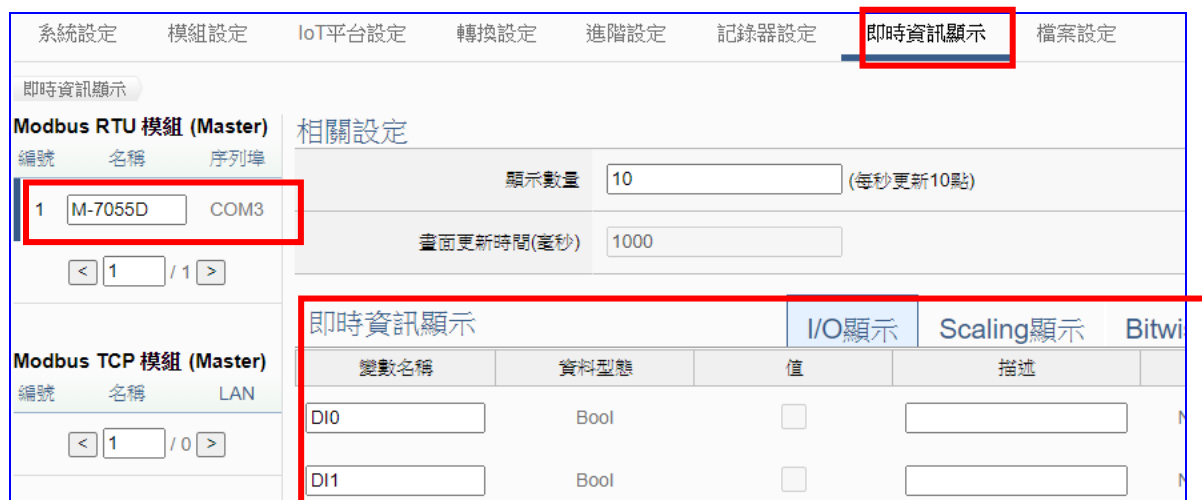 系統設定 模組設定 IoT平台設定 轉換設定 進階設定 記錄器設定 即時資訊顯示 檔案設定
即時資訊顯示
Modbus RTU 模組 (Master)
編號 名稱 序列埠
1 M-7055D COM3
< 1 / 1 >
Modbus TCP 模組 (Master)
編號 名稱 LAN
< 1 / 0 >
相關設定
顯示數量 10 (每秒更新10點)
畫面更新時間(毫秒) 1000
即時資訊顯示 I/O顯示 Scaling顯示 Bitwi
變數名稱 資料型態 值 描述
DI0 Bool
DI1 Bool